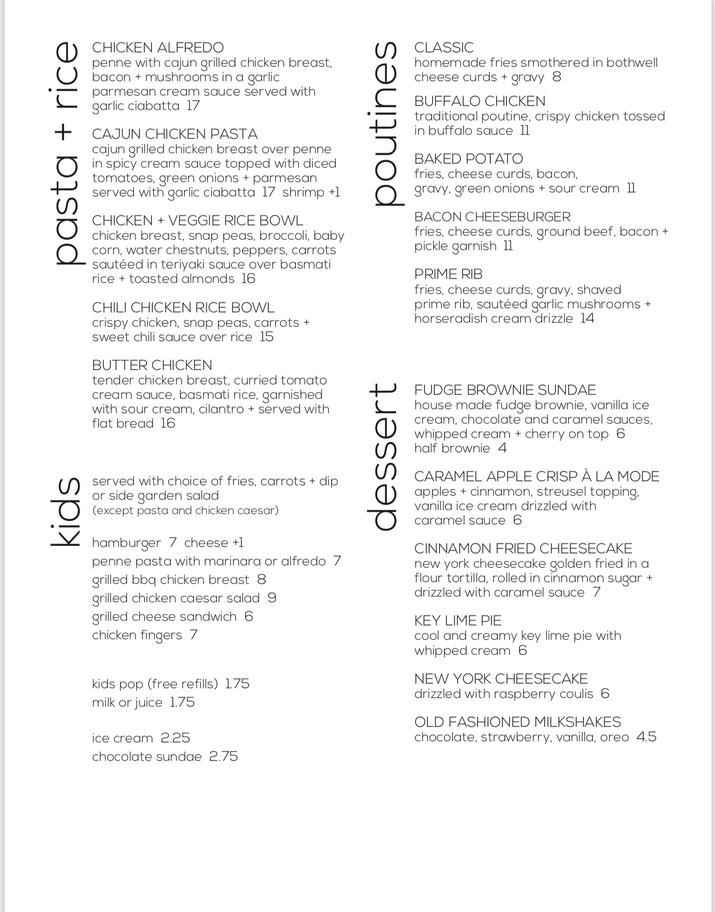 pasta + rice
CHICKEN ALFREDO
penne with cajun grilled chicken breast,
bacon + mushrooms in a garlic
parmesan cream sauce served with
garlic ciabatta 17
CAJUN CHICKEN PASTA
cajun grilled chicken breast over penne
in spicy cream sauce topped with diced
tomatoes, green onions + parmesan
served with garlic ciabatta 17 shrimp +1
CHICKEN + VEGGIE RICE BOWL
chicken breast, snap peas, broccoli, baby
corn, water chestnuts, peppers, carrots
sautéed in teriyaki sauce over basmati
rice + toasted almonds 16
CHILI CHICKEN RICE BOWL
crispy chicken, snap peas, carrots +
sweet chili sauce over rice 15
BUTTER CHICKEN
tender chicken breast, curried tomato
cream sauce, basmati rice, garnished
with sour cream, cilantro + served with
flat bread 16
kids
served with choice of fries, carrots + dip
or side garden salad
(except pasta and chicken caesar)
hamburger 7 cheese +1
penne pasta with marinara or alfredo 7
grilled bbq chicken breast 8
grilled chicken caesar salad 9
grilled cheese sandwich 6
chicken fingers 7
kids pop (free refills) 1.75
milk or juice 1.75
ice cream 2.25
chocolate sundae 2.75
poutines
CLASSIC
homemade fries smothered in bothwell
cheese curds + gravy 8
BUFFALO CHICKEN
traditional poutine, crispy chicken tossed
in buffalo sauce 11
BAKED POTATO
fries, cheese curds, bacon,
gravy, green onions + sour cream 11
BACON CHEESEBURGER
fries, cheese curds, ground beef, bacon +
pickle garnish 11
PRIME RIB
fries, cheese curds, gravy, shaved
prime rib, sautéed garlic mushrooms +
horseradish cream drizzle 14
dessert
FUDGE BROWNIE SUNDAE
house made fudge brownie, vanilla ice
cream, chocolate and caramel sauces,
whipped cream + cherry on top 6
half brownie 4
CARAMEL APPLE CRISP À LA MODE
apples + cinnamon, streusel topping,
vanilla ice cream drizzled with
caramel sauce 6
CINNAMON FRIED CHEESECAKE
new york cheesecake golden fried in a
flour tortilla, rolled in cinnamon sugar +
drizzled with caramel sauce 7
KEY LIME PIE
cool and creamy key lime pie with
whipped cream 6
NEW YORK CHEESECAKE
drizzled with raspberry coulis 6
OLD FASHIONED MILKSHAKES
chocolate, strawberry, vanilla, oreo 4.5